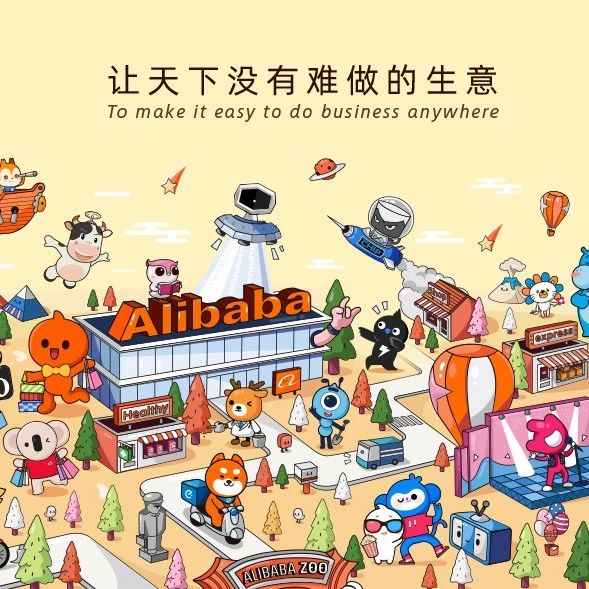 让天下没有难做的生意
To make it easy to do business anywhere
Alibaba
express
Healthy
ALIBABA ZOO